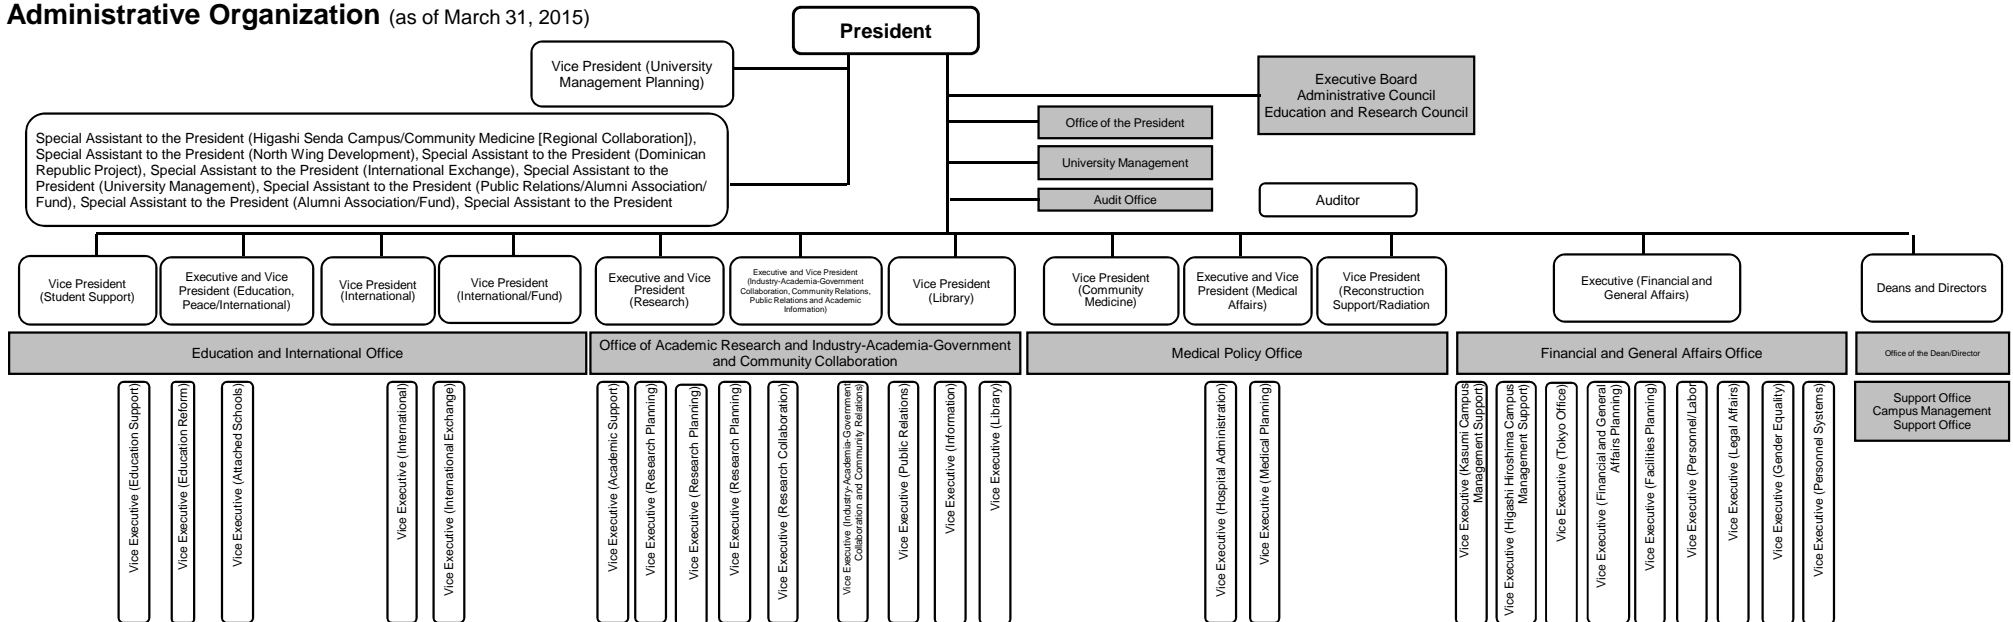 Administrative Organization (as of March 31, 2015)
President
Vice President (University
Management Planning)
Executive Board
Administrative Council
Education and Research Council
Office of the President
University Management
Audit Office
Auditor
Special Assistant to the President (Higashi Senda Campus/Community Medicine [Regional Collaboration]),
Special Assistant to the President (North Wing Development), Special Assistant to the President (Dominican
Republic Project), Special Assistant to the President (International Exchange), Special Assistant to the
President (University Management), Special Assistant to the President (Public Relations/Alumni Association/
Fund), Special Assistant to the President (Alumni Association/Fund), Special Assistant to the President
Vice President
(Student Support)
Executive and Vice
President (Education,
Peace/International)
Vice President
(International)
Vice President
(International/Fund)
Executive and Vice
President
(Research)
Executive and Vice President
(Industry-Academia-Government
Collaboration, Community Relations,
Public Relations and Academic
Information)
Vice President
(Library)
Vice President
(Community
Medicine)
Executive and Vice
President (Medical
Affairs)
Vice President
(Reconstruction
Support/Radiation
Executive (Financial and
General Affairs)
Deans and Directors
Education and International Office
Office of Academic Research and Industry-Academia-Government
and Community Collaboration
Medical Policy Office
Financial and General Affairs Office
Office of the Dean/Director
Support Office
Campus Management
Support Office
Vice Executive (Education Support)
Vice Executive (Education Reform)
Vice Executive (Attached Schools)
Vice Executive (International)
Vice Executive (International Exchange)
Vice Executive (Academic Support)
Vice Executive (Research Planning)
Vice Executive (Research Planning)
Vice Executive (Research Planning)
Vice Executive (Research Collaboration)
Vice Executive (Industry-Academia-Government
Collaboration and Community Relations)
Vice Executive (Public Relations)
Vice Executive (Information)
Vice Executive (Library)
Vice Executive (Hospital Administration)
Vice Executive (Medical Planning)
Vice Executive (Kasumi Campus
Management Support)
Vice Executive (Higashi Hiroshima Campus
Management Support)
Vice Executive (Tokyo Office)
Vice Executive (Financial and General
Affairs Planning)
Vice Executive (Facilities Planning)
Vice Executive (Personnel/Labor
Vice Executive (Legal Affairs)
Vice Executive (Gender Equality)
Vice Executive (Personnel Systems)